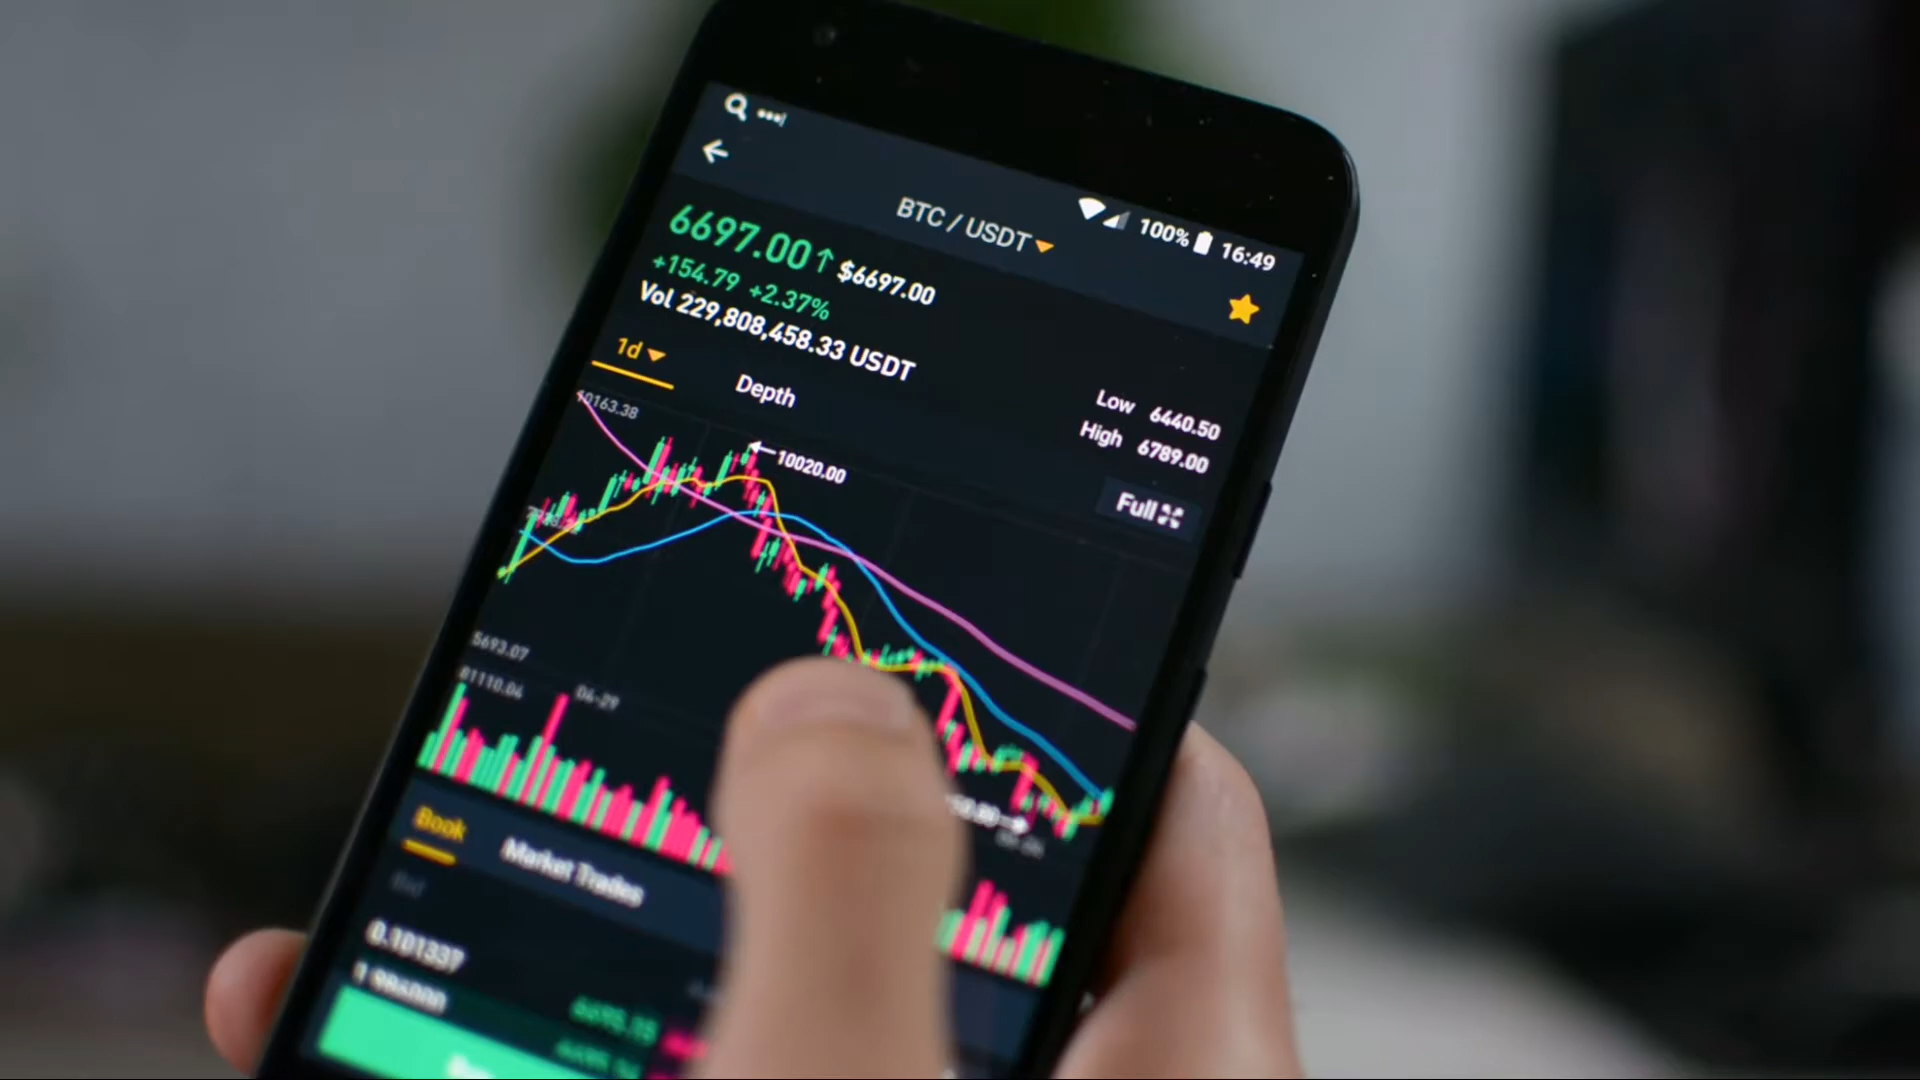 100% 16:49
BTC / USDT
6697.00↑ $6697.00
+154.79 +2.37%
Vol 229,808,458.33 USDT
Low 6440.50
High 6789.00
1d Depth
Full
10163.38
10020.00
5693.07
81110.04 04-29
Book Market Trades
0.101337